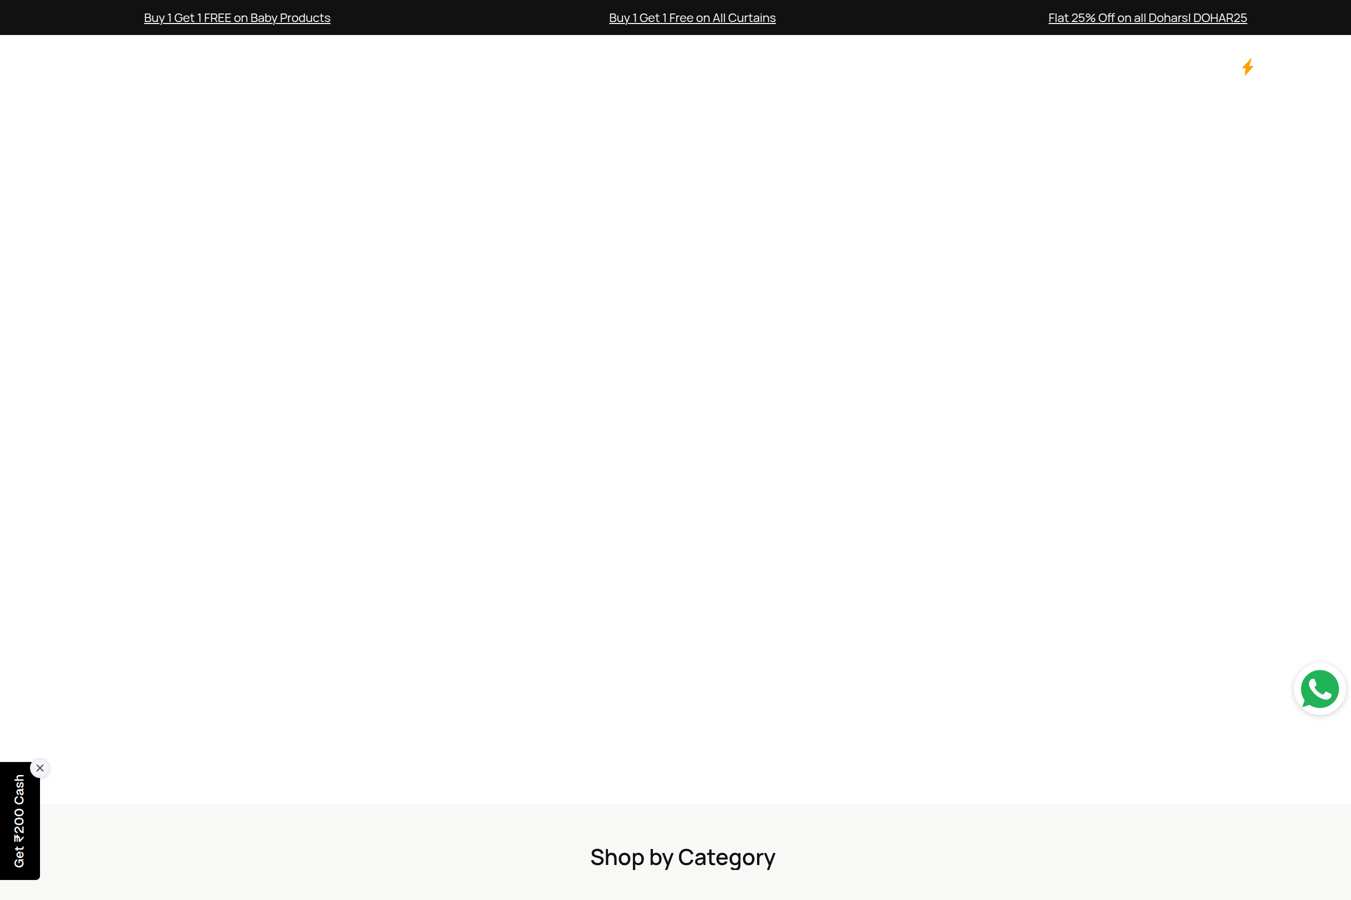 Buy 1 Get 1 FREE on Baby Products
Buy 1 Get 1 Free on All Curtains
Flat 25% Off on all Dohars| DOHAR25
Get ₹200 Cash
Shop by Category